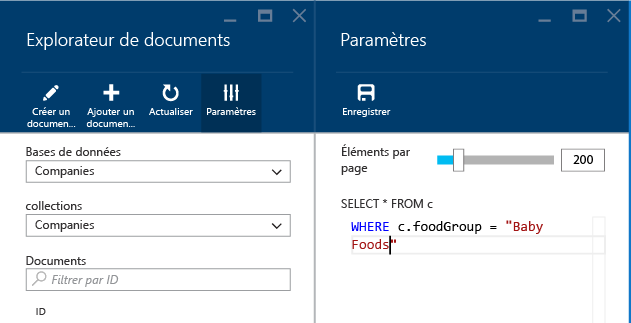 Explorateur de documents
Créer un
documen...
Ajouter un
documen...
Actualiser
Paramètres
Bases de données
Companies
collections
Companies
Documents
Filtrer par ID
ID
Paramètres
Enregistrer
Éléments par
page
200
SELECT * FROM c
WHERE c.foodGroup = "Baby
Foods"